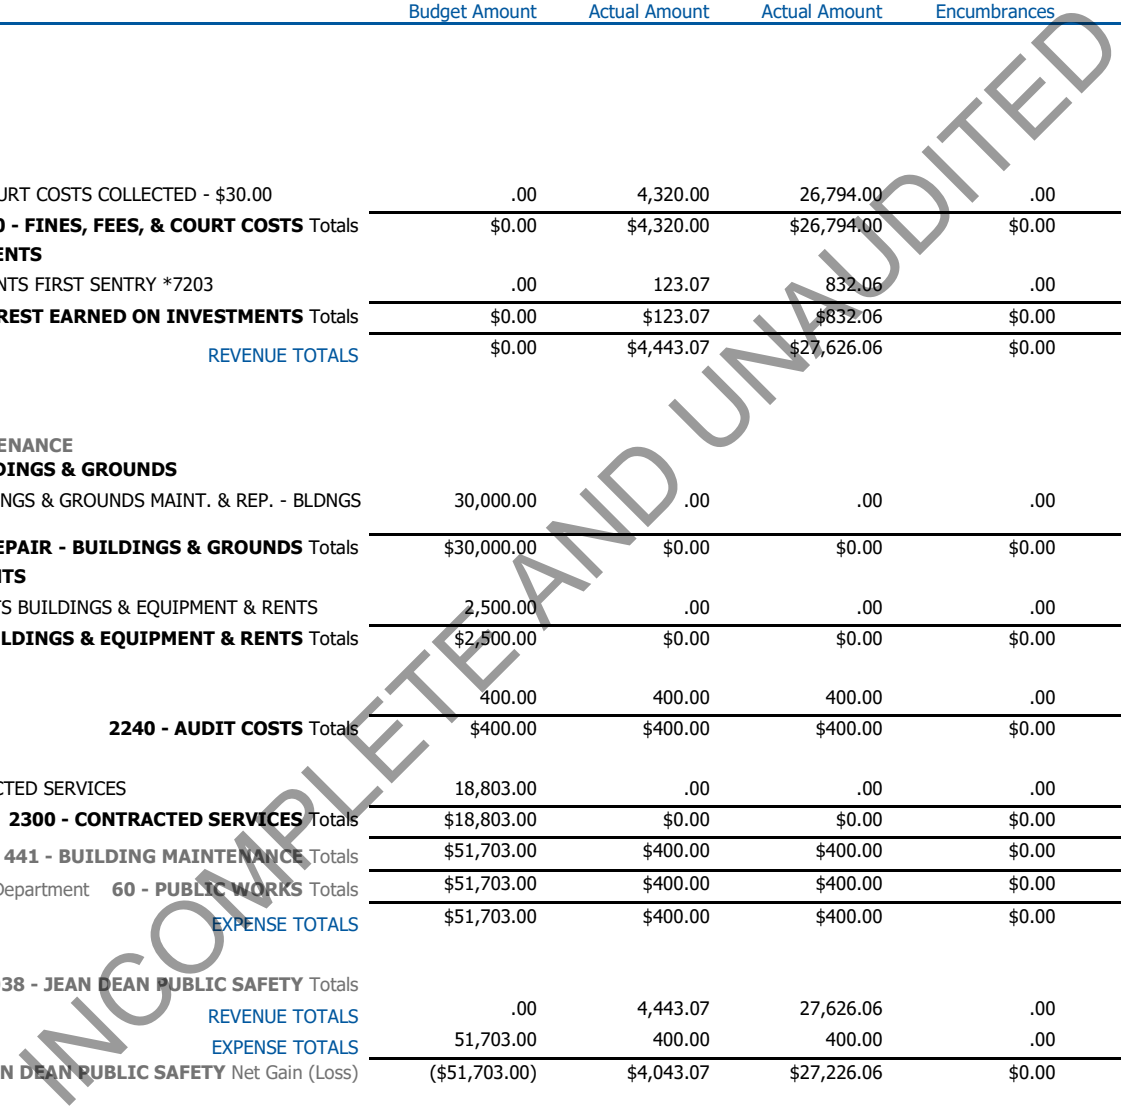 Budget Amount Actual Amount Actual Amount Encumbrances
URT COSTS COLLECTED - $30.00 .00 4,320.00 26,794.00 .00
0 - FINES, FEES, & COURT COSTS Totals $0.00 $4,320.00 $26,794.00 $0.00
ENTS
NTS FIRST SENTRY *7203 .00 123.07 832.06 .00
REST EARNED ON INVESTMENTS Totals $0.00 $123.07 $832.06 $0.00
REVENUE TOTALS $0.00 $4,443.07 $27,626.06 $0.00
ENANCE
DINGS & GROUNDS
NGS & GROUNDS MAINT. & REP. - BLDNGS 30,000.00 .00 .00 .00
EPAIR - BUILDINGS & GROUNDS Totals $30,000.00 $0.00 $0.00 $0.00
NTS
TS BUILDINGS & EQUIPMENT & RENTS 2,500.00 .00 .00 .00
ILDINGS & EQUIPMENT & RENTS Totals $2,500.00 $0.00 $0.00 $0.00
400.00 400.00 400.00 .00
2240 - AUDIT COSTS Totals $400.00 $400.00 $400.00 $0.00
CTED SERVICES 18,803.00 .00 .00 .00
2300 - CONTRACTED SERVICES Totals $18,803.00 $0.00 $0.00 $0.00
441 - BUILDING MAINTENANCE Totals $51,703.00 $400.00 $400.00 $0.00
Department 60 - PUBLIC WORKS Totals $51,703.00 $400.00 $400.00 $0.00
EXPENSE TOTALS $51,703.00 $400.00 $400.00 $0.00
38 - JEAN DEAN PUBLIC SAFETY Totals
REVENUE TOTALS .00 4,443.07 27,626.06 .00
EXPENSE TOTALS 51,703.00 400.00 400.00 .00
N DEAN PUBLIC SAFETY Net Gain (Loss) ($51,703.00) $4,043.07 $27,226.06 $0.00
INCOMPLETE AND UNAUDITED